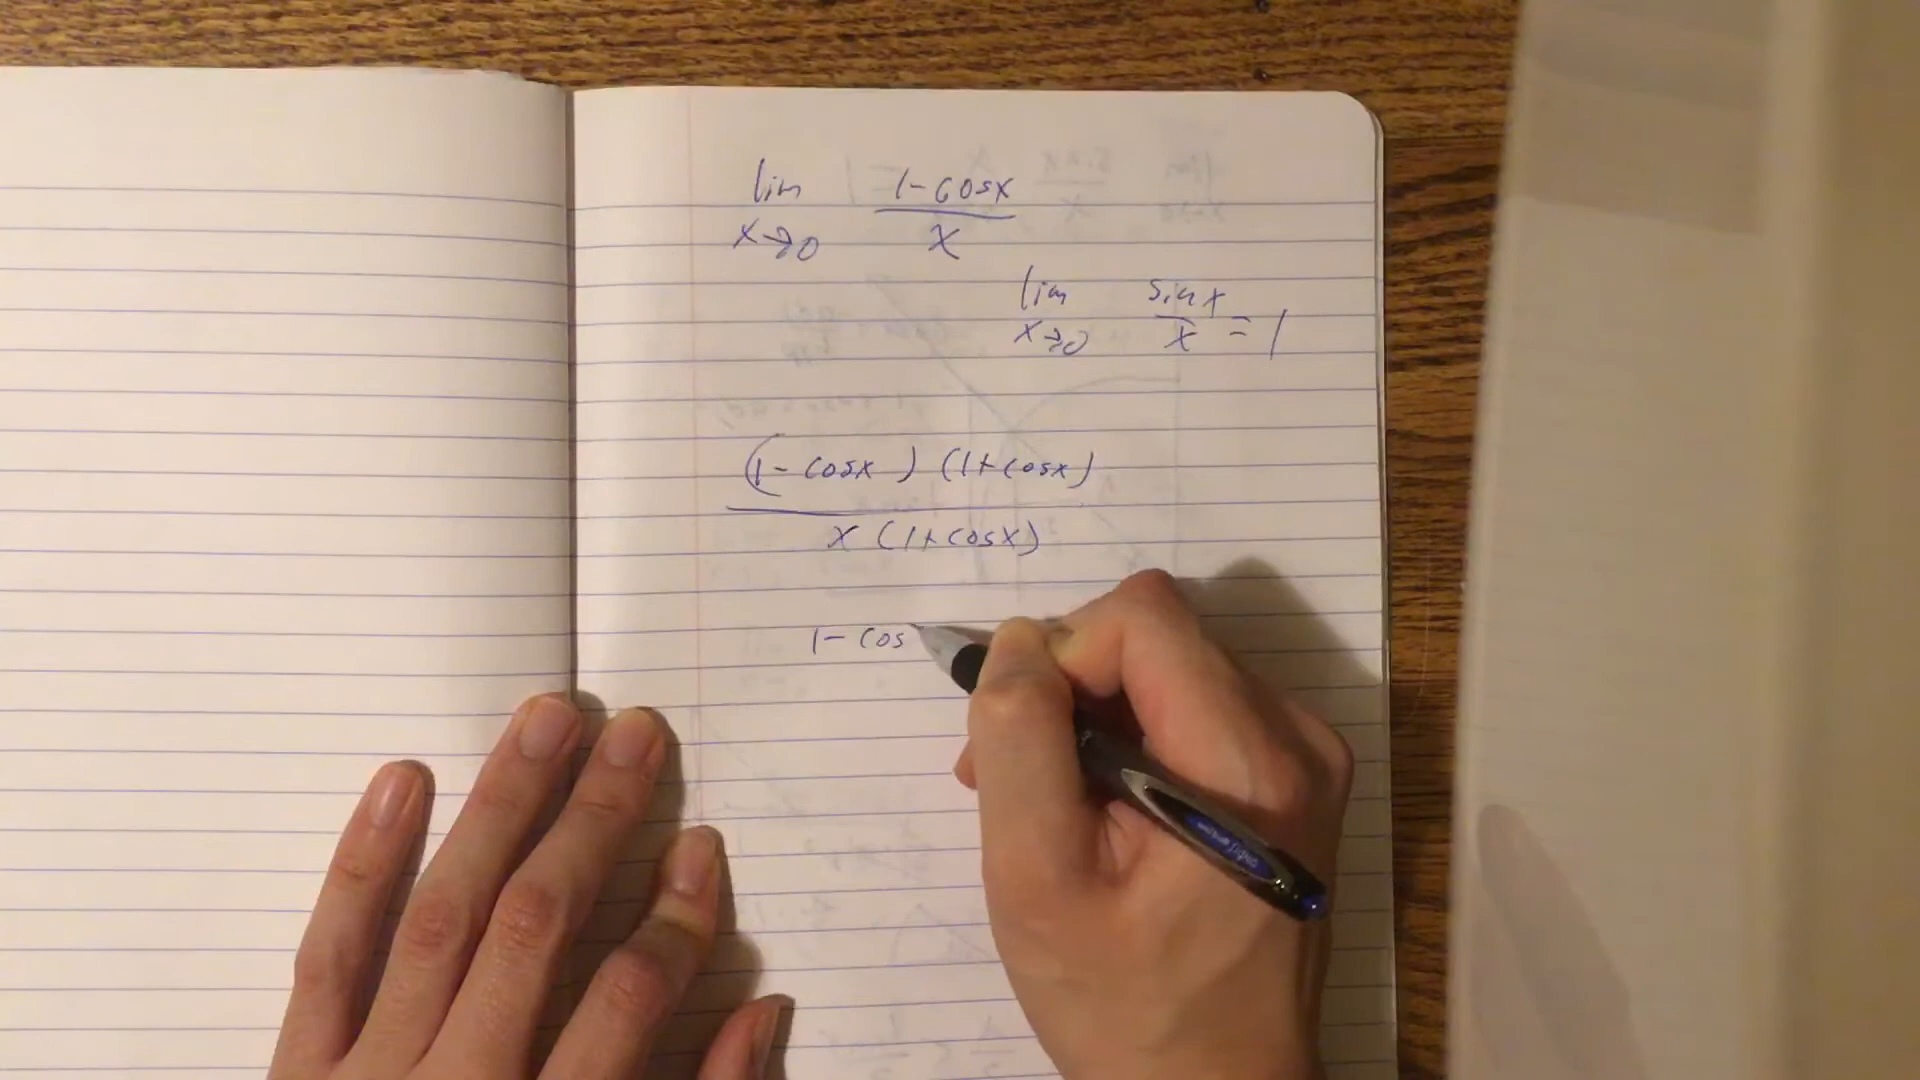 lim 1-cosx
x→0 x
lim sinx
x→0 x = 1
(1-cosx) (1+cosx)
x (1+cosx)
1-cos